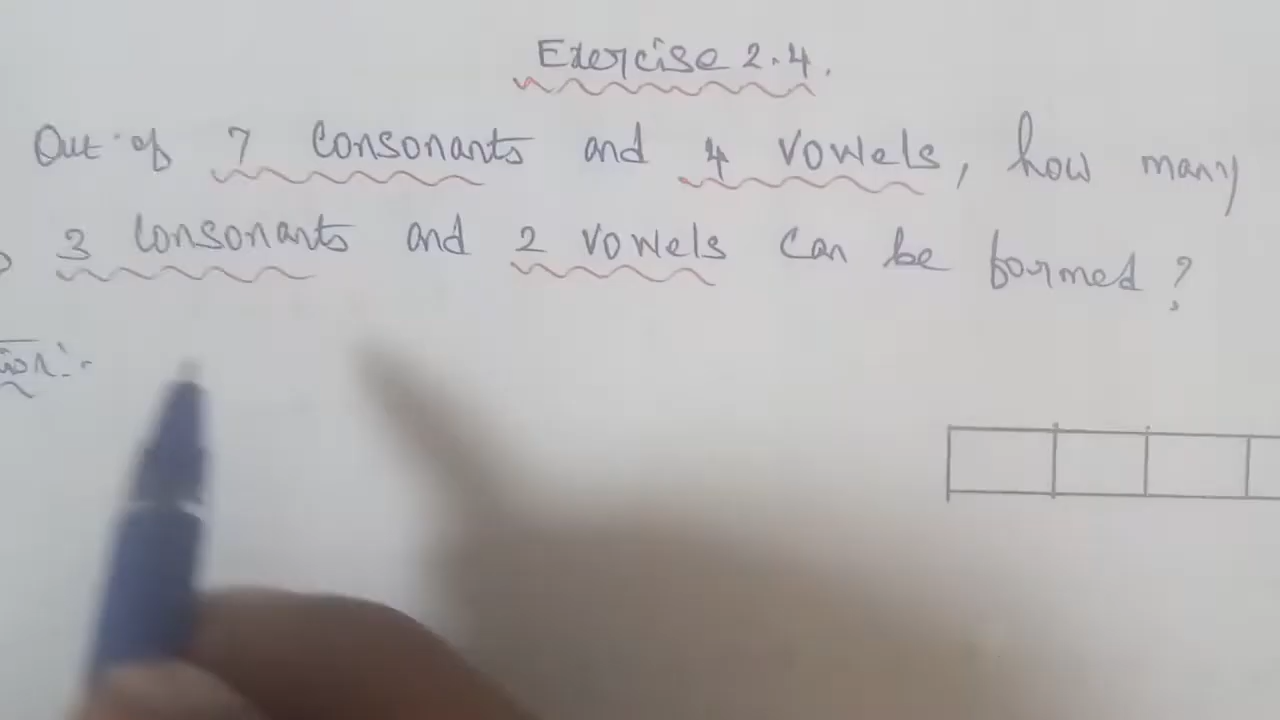 Exercise 2.4.
Out of 7 consonants and 4 vowels, how many
3 consonants and 2 vowels can be formed ?